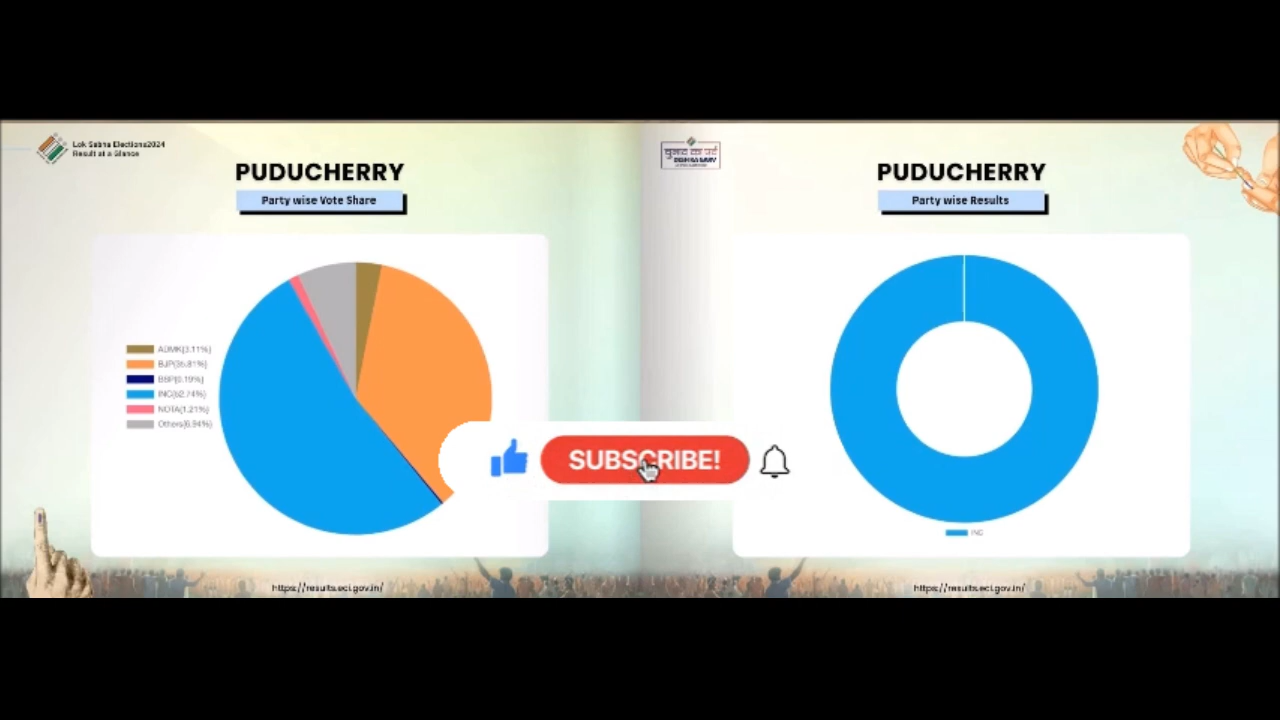 Lok Sabha Elections2024
Result at a Glance
PUDUCHERRY
Party wise Vote Share
ADMK(3.11%)
BJP(35.81%)
BSP(0.19%)
INC(52.74%)
NOTA(1.21%)
Others(6.94%)
https://results.eci.gov.in/
चुनाव का पर्व
PUDUCHERRY
Party wise Results
INC
https://results.eci.gov.in/
SUBSCRIBE!